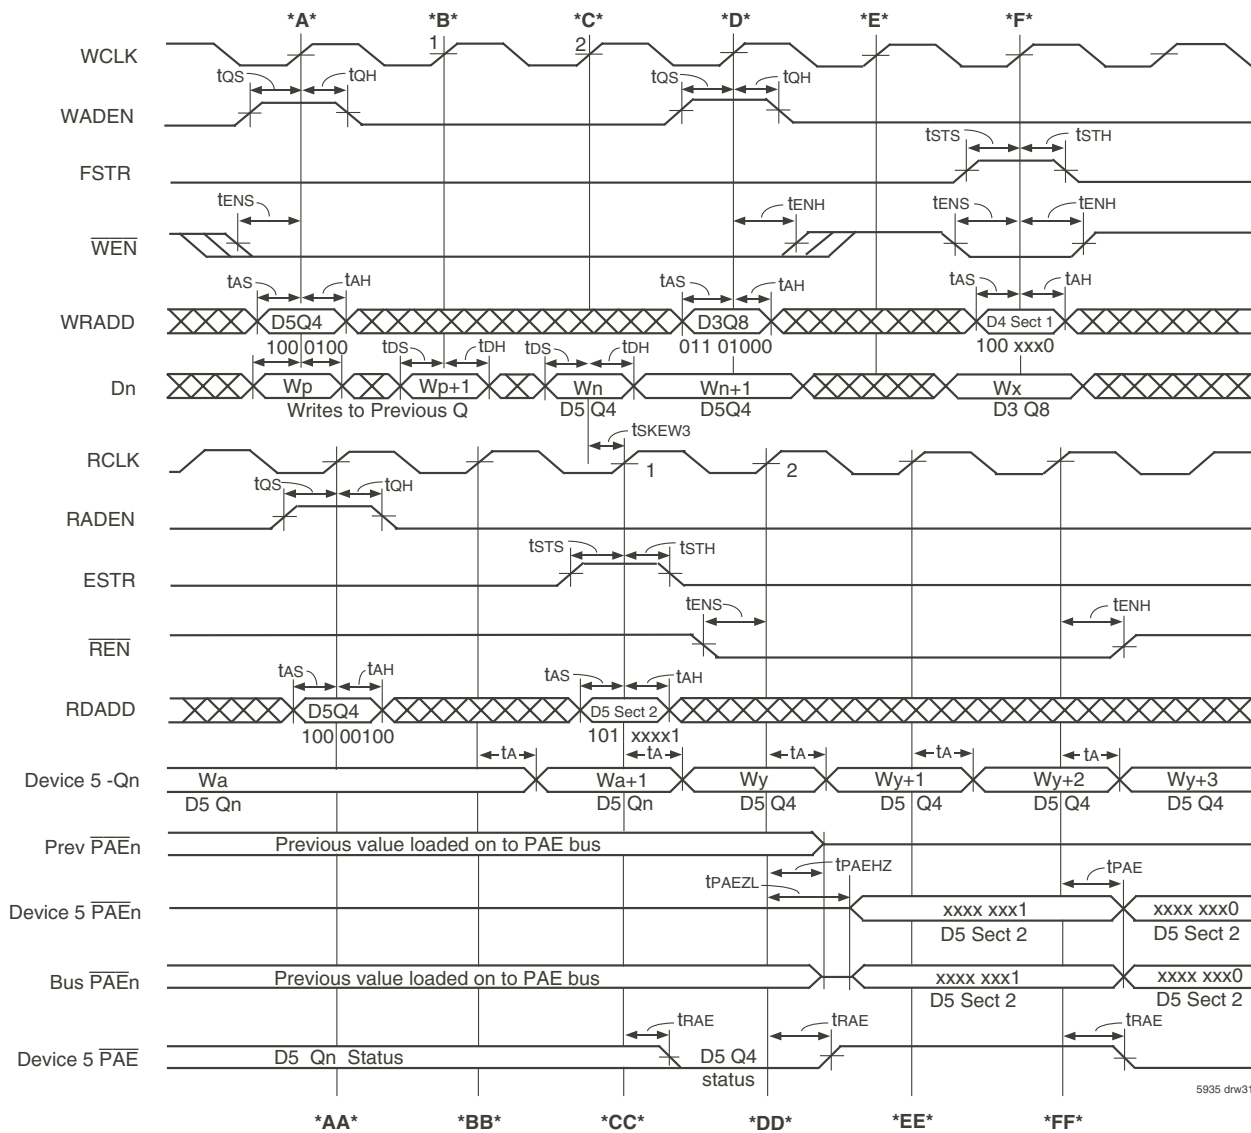 *A* *B* *C* *D* *E* *F*
WCLK 1 2
tQS tQH tQS tQH
WADEN
tSTS tSTH
FSTR
tENS tENH tENS tENH
WEN
tAS tAH tAS tAH tAS tAH
WRADD D5Q4 D3Q8 D4 Sect 1
100 0100 011 01000 100 xxx0
tDS tDH tDS tDH
Dn Wp Wp+1 Wn Wn+1 Wx
Writes to Previous Q D5 Q4 D5Q4 D3 Q8
tSKEW3
RCLK 1 2
tQS tQH
RADEN
tSTS tSTH
ESTR
tENS tENH
REN
tAS tAH tAS tAH
RDADD D5Q4 D5 Sect 2
100 00100 101 xxxx1
tA tA tA tA tA
Device 5 -Qn Wa Wa+1 Wy Wy+1 Wy+2 Wy+3
D5 Qn D5 Qn D5 Q4 D5 Q4 D5 Q4 D5 Q4
Prev PAEn Previous value loaded on to PAE bus
tPAEHZ tPAE
tPAEZL
Device 5 PAEn xxxx xxx1 xxxx xxx0
D5 Sect 2 D5 Sect 2
Bus PAEn Previous value loaded on to PAE bus xxxx xxx1 xxxx xxx0
D5 Sect 2 D5 Sect 2
tRAE tRAE tRAE
Device 5 PAE D5 Qn Status D5 Q4
status
5935 drw31
*AA* *BB* *CC* *DD* *EE* *FF*